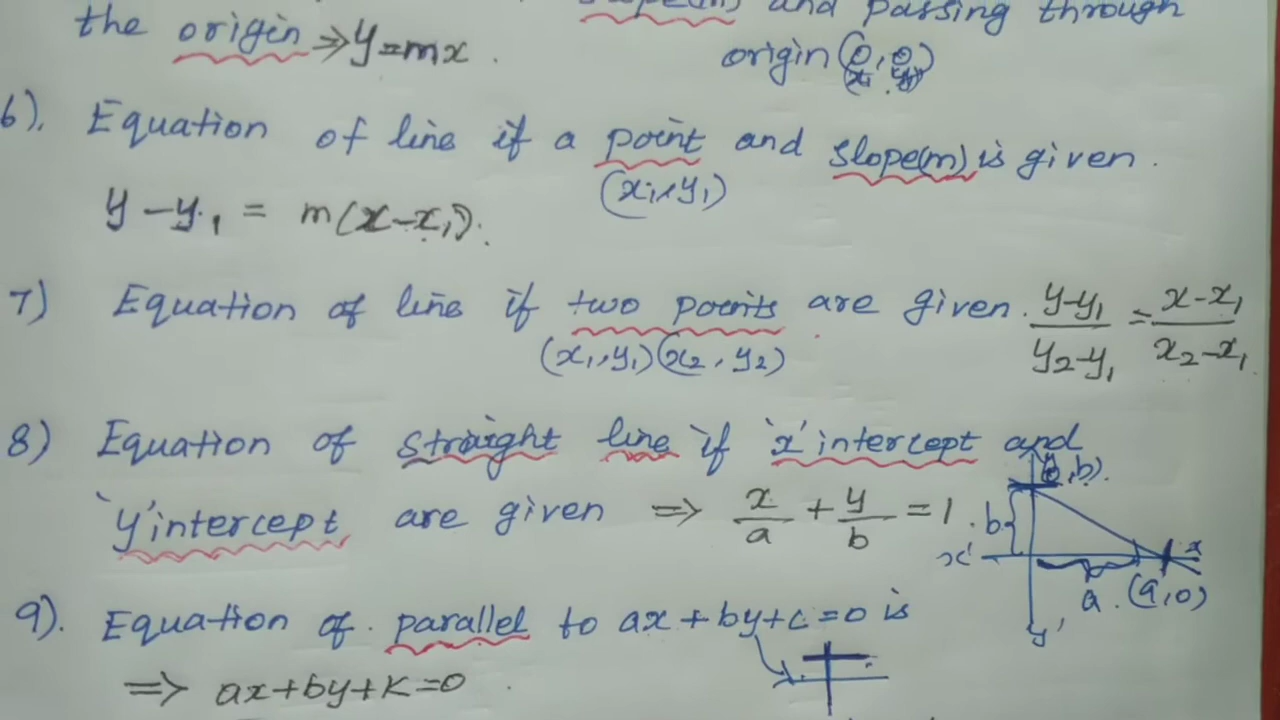 the origin ⇒ y = mx .
slope(m) and passing through
origin (0, 0)
x₁ y₁
6). Equation of line if a point and slope(m) is given .
(x₁, y₁)
y - y₁ = m(x - x₁).
7) Equation of line if two points are given. y-y₁/y₂-y₁ = x-x₁/x₂-x₁
(x₁, y₁) (x₂, y₂)
8) Equation of straight line if 'x' intercept and
'y' intercept are given ⇒ x/a + y/b = 1 .
(0, b).
b
x' x
a . (a, 0)
y'
9). Equation of parallel to ax + by + c = 0 is
⇒ ax + by + k = 0 .